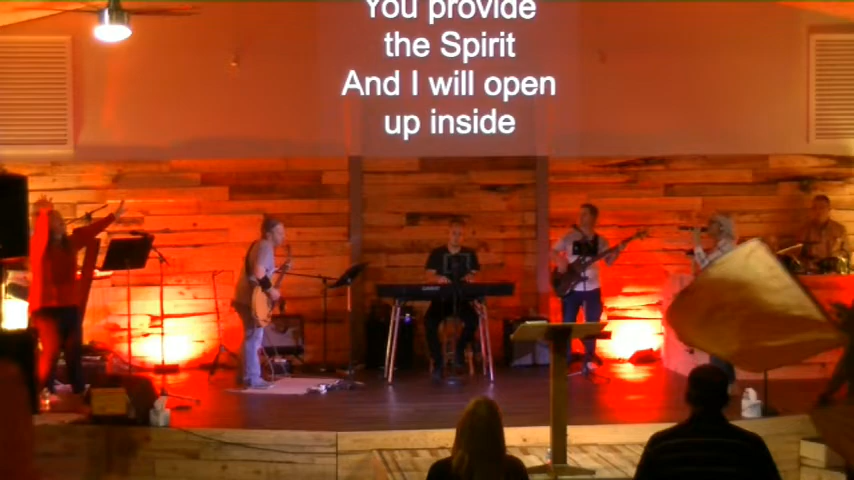 You provide
the Spirit
And I will open
up inside